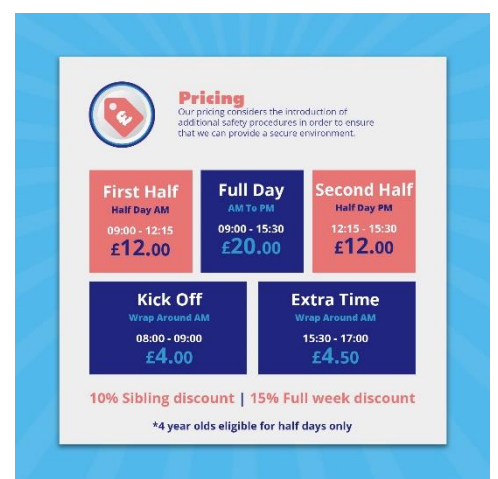 Pricing
Our pricing considers the introduction of
additional safety procedures in order to ensure
that we can provide a secure environment.
First Half
Half Day AM
09:00 - 12:15
£12.00
Full Day
AM To PM
09:00 - 15:30
£20.00
Second Half
Half Day PM
12:15 - 15:30
£12.00
Kick Off
Wrap Around AM
08:00 - 09:00
£4.00
Extra Time
Wrap Around AM
15:30 - 17:00
£4.50
10% Sibling discount | 15% Full week discount
*4 year olds eligible for half days only